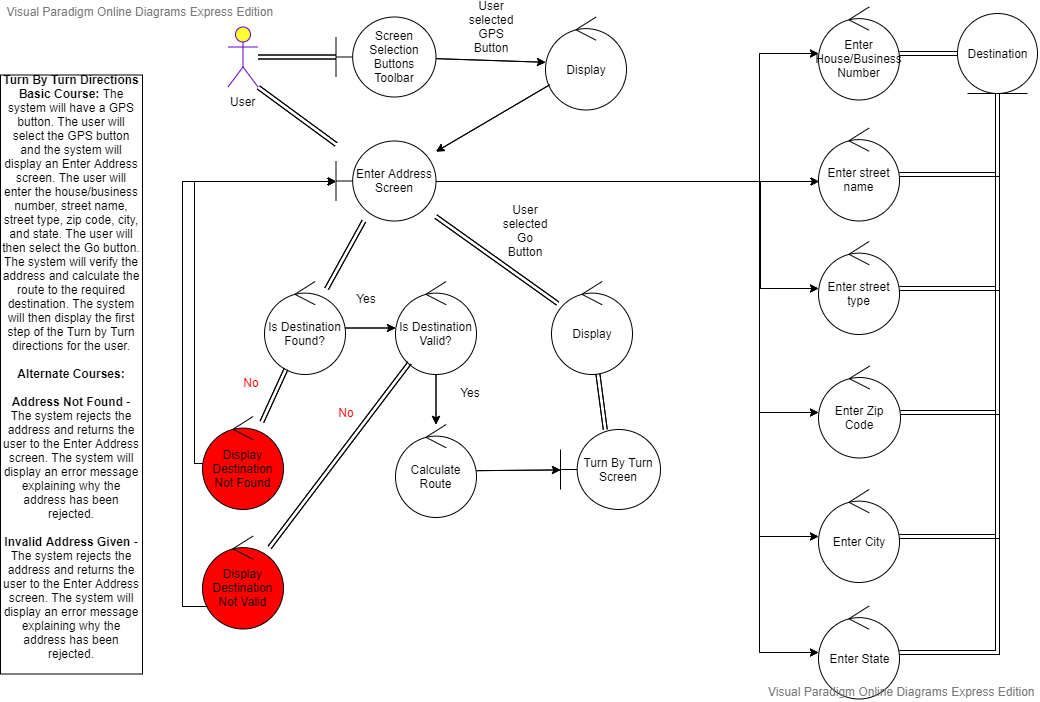 Visual Paradigm Online Diagrams Express Edition
Turn By Turn Directions
Basic Course: The
system will have a GPS
button. The user will
select the GPS button
and the system will
display an Enter Address
screen. The user will
enter the house/business
number, street name,
street type, zip code, city,
and state. The user will
then select the Go button.
The system will verify the
address and calculate the
route to the required
destination. The system
will then display the first
step of the Turn by Turn
directions for the user.
Alternate Courses:
Address Not Found -
The system rejects the
address and returns the
user to the Enter Address
screen. The system will
display an error message
explaining why the
address has been
rejected.
Invalid Address Given -
The system rejects the
address and returns the
user to the Enter Address
screen. The system will
display an error message
explaining why the
address has been
rejected.
User
Screen
Selection
Buttons
Toolbar
User
selected
GPS
Button
Display
Enter Address
Screen
User
selected
Go
Button
Is Destination
Found?
Yes
Is Destination
Valid?
Display
No
No
Yes
Display
Destination
Not Found
Calculate
Route
Turn By Turn
Screen
Display
Destination
Not Valid
Enter
House/Business
Number
Destination
Enter street
name
Enter street
type
Enter Zip
Code
Enter City
Enter State
Visual Paradigm Online Diagrams Express Edition